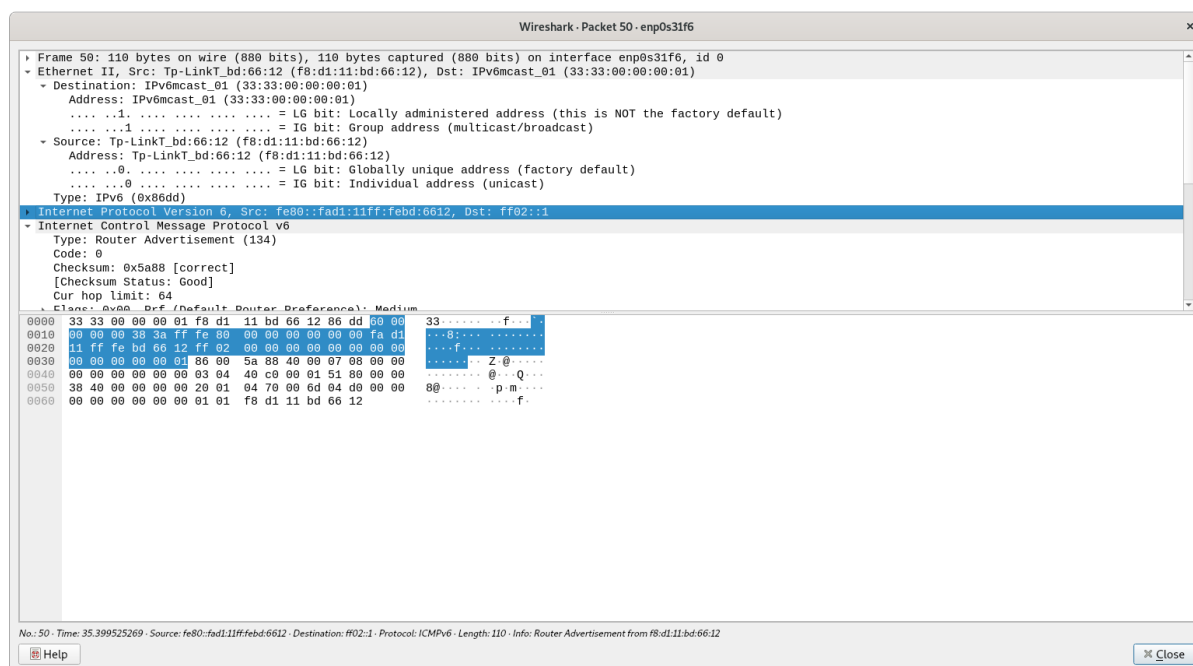 Wireshark · Packet 50 · enp0s31f6
Frame 50: 110 bytes on wire (880 bits), 110 bytes captured (880 bits) on interface enp0s31f6, id 0
Ethernet II, Src: Tp-LinkT_bd:66:12 (f8:d1:11:bd:66:12), Dst: IPv6mcast_01 (33:33:00:00:00:01)
Destination: IPv6mcast_01 (33:33:00:00:00:01)
Address: IPv6mcast_01 (33:33:00:00:00:01)
.... ..1. .... .... .... .... = LG bit: Locally administered address (this is NOT the factory default)
.... ...1 .... .... .... .... = IG bit: Group address (multicast/broadcast)
Source: Tp-LinkT_bd:66:12 (f8:d1:11:bd:66:12)
Address: Tp-LinkT_bd:66:12 (f8:d1:11:bd:66:12)
.... ..0. .... .... .... .... = LG bit: Globally unique address (factory default)
.... ...0 .... .... .... .... = IG bit: Individual address (unicast)
Type: IPv6 (0x86dd)
Internet Protocol Version 6, Src: fe80::fad1:11ff:febd:6612, Dst: ff02::1
Internet Control Message Protocol v6
Type: Router Advertisement (134)
Code: 0
Checksum: 0x5a88 [correct]
[Checksum Status: Good]
Cur hop limit: 64
Flags: 0x00, Prf (Default Router Preference): Medium
0000 33 33 00 00 00 01 f8 d1 11 bd 66 12 86 dd 60 00 33······ ··f···`·
0010 00 00 00 38 3a ff fe 80 00 00 00 00 00 00 fa d1 ···8:··· ········
0020 11 ff fe bd 66 12 ff 02 00 00 00 00 00 00 00 00 ····f··· ········
0030 00 00 00 00 00 01 86 00 5a 88 40 00 07 08 00 00 ········ Z·@·····
0040 00 00 00 00 00 00 03 04 40 c0 00 01 51 80 00 00 ········ @···Q···
0050 38 40 00 00 00 00 20 01 04 70 00 6d 04 d0 00 00 8@···· · ·p·m····
0060 00 00 00 00 00 00 01 01 f8 d1 11 bd 66 12 ········ ····f·
No.: 50 · Time: 35.399525269 · Source: fe80::fad1:11ff:febd:6612 · Destination: ff02::1 · Protocol: ICMPv6 · Length: 110 · Info: Router Advertisement from f8:d1:11:bd:66:12
Help
Close